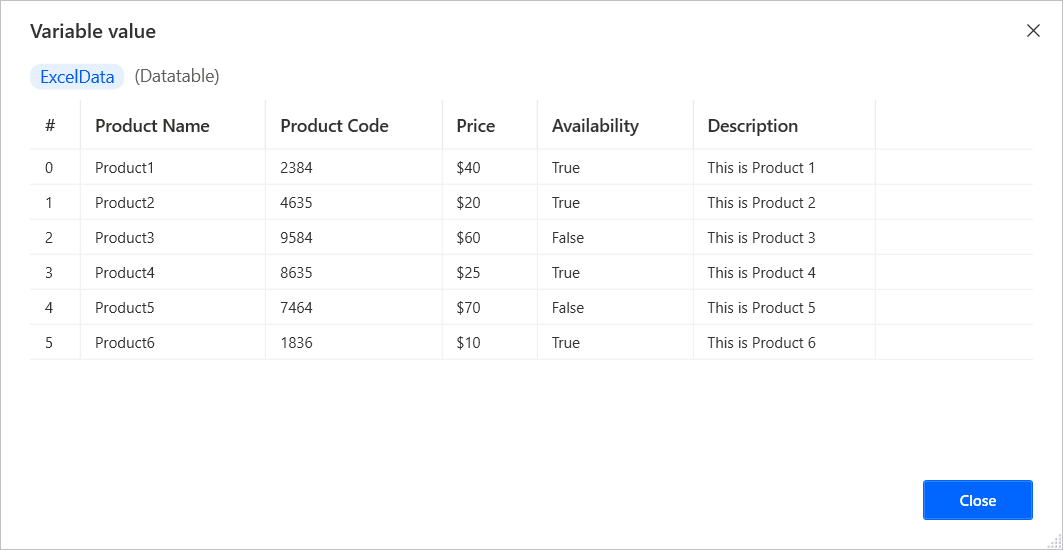 Variable value
ExcelData (Datatable)
# Product Name Product Code Price Availability Description
0 Product1 2384 $40 True This is Product 1
1 Product2 4635 $20 True This is Product 2
2 Product3 9584 $60 False This is Product 3
3 Product4 8635 $25 True This is Product 4
4 Product5 7464 $70 False This is Product 5
5 Product6 1836 $10 True This is Product 6
Close